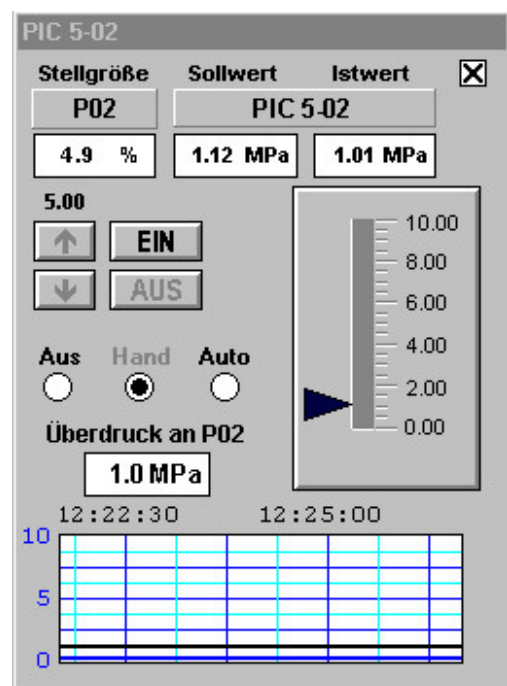 PIC 5-02
Stellgröße Sollwert Istwert
P02 PIC 5-02
4.9 % 1.12 MPa 1.01 MPa
5.00
EIN
AUS
10.00
8.00
6.00
4.00
2.00
0.00
Aus Hand Auto
Überdruck an P02
1.0 MPa
12:22:30 12:25:00
10
5
0